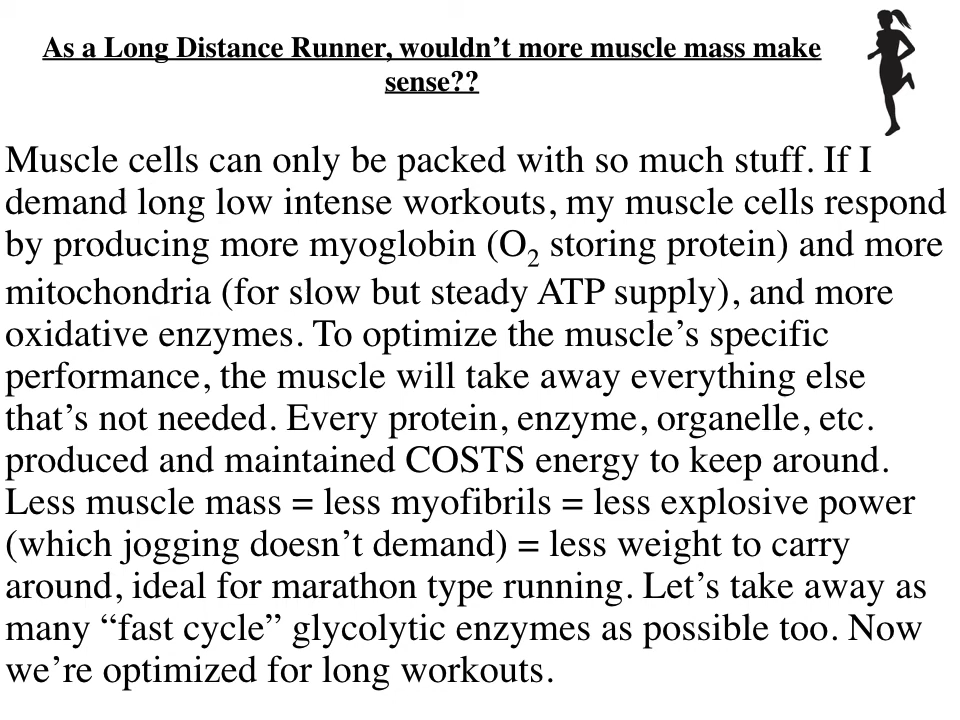 As a Long Distance Runner, wouldn’t more muscle mass make
sense??
Muscle cells can only be packed with so much stuff. If I
demand long low intense workouts, my muscle cells respond
by producing more myoglobin (O₂ storing protein) and more
mitochondria (for slow but steady ATP supply), and more
oxidative enzymes. To optimize the muscle’s specific
performance, the muscle will take away everything else
that’s not needed. Every protein, enzyme, organelle, etc.
produced and maintained COSTS energy to keep around.
Less muscle mass = less myofibrils = less explosive power
(which jogging doesn’t demand) = less weight to carry
around, ideal for marathon type running. Let’s take away as
many “fast cycle” glycolytic enzymes as possible too. Now
we’re optimized for long workouts.